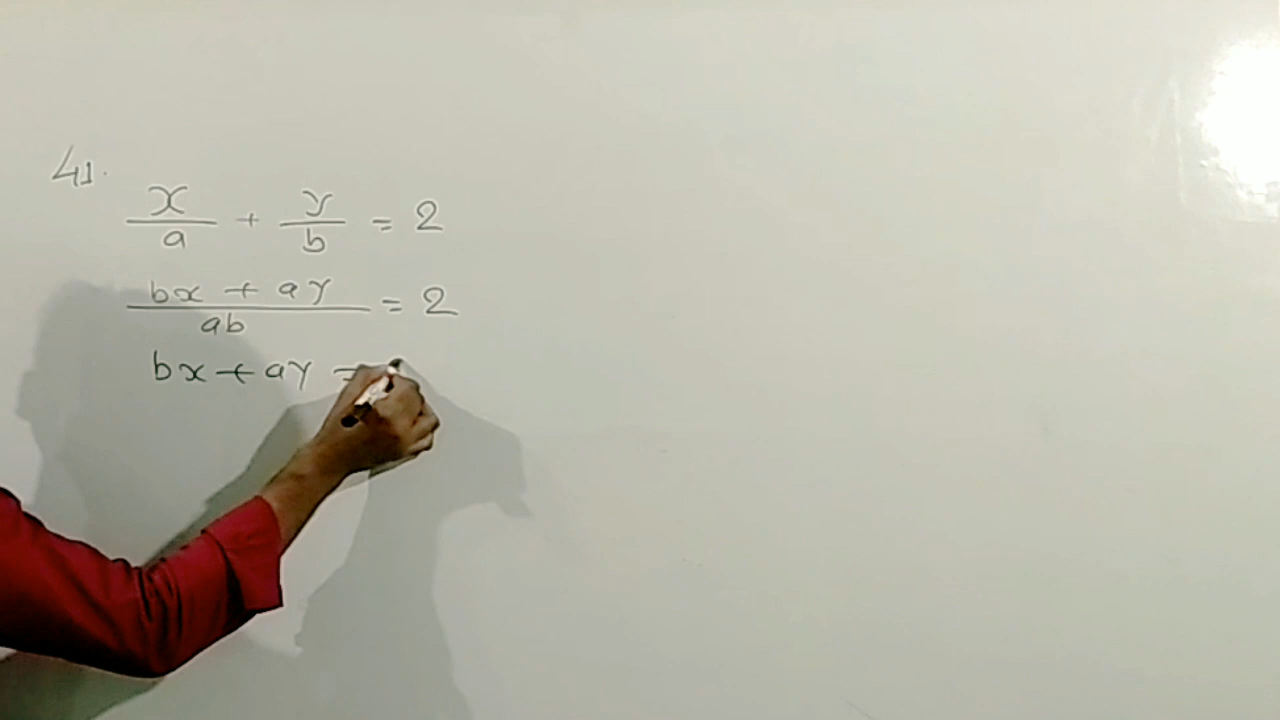 41.
x/a + y/b = 2
bx + ay/ab = 2
bx + ay =